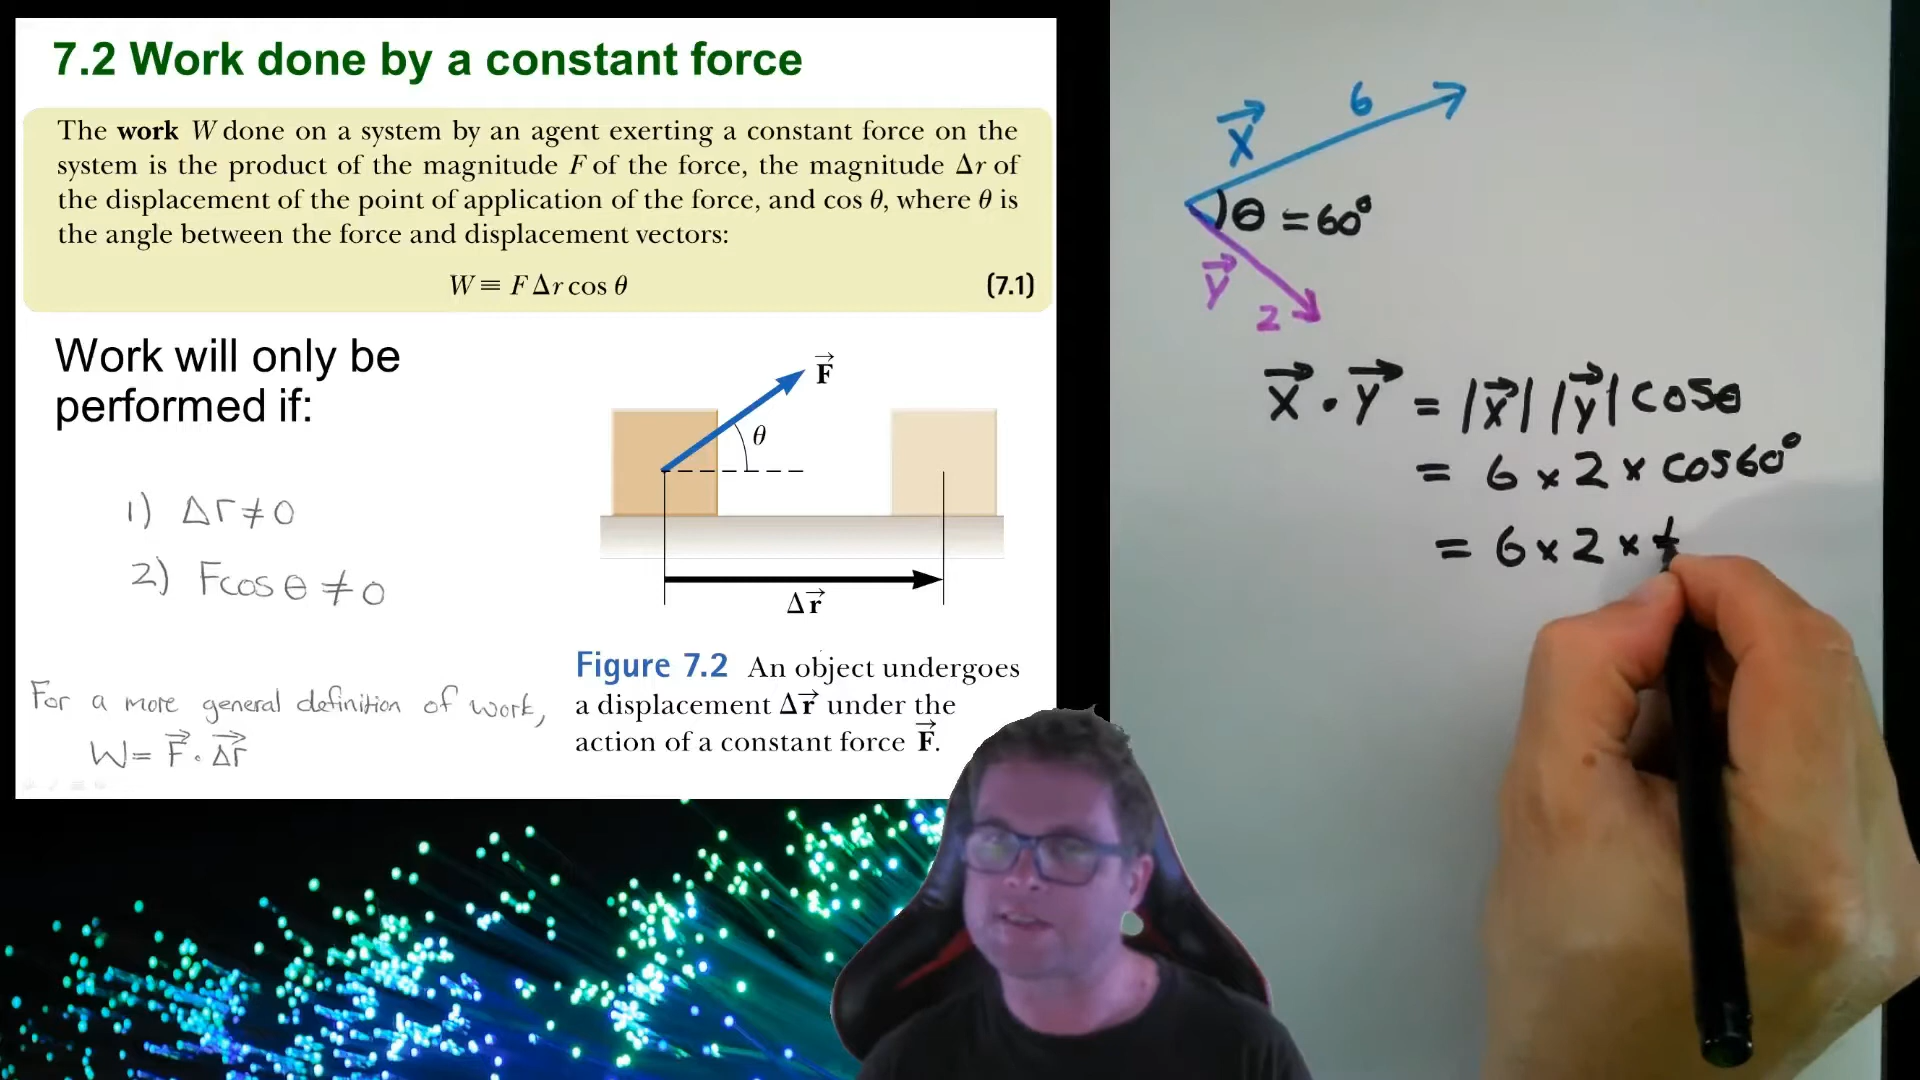 7.2 Work done by a constant force
The work W done on a system by an agent exerting a constant force on the
system is the product of the magnitude F of the force, the magnitude Δr of
the displacement of the point of application of the force, and cos θ, where θ is
the angle between the force and displacement vectors:
W ≡ F Δr cos θ (7.1)
Work will only be
performed if:
1) Δr ≠ 0
2) F cos θ ≠ 0
For a more general definition of work,
W = F⃗ · Δr⃗
F⃗
θ
Δr⃗
Figure 7.2 An object undergoes
a displacement Δr⃗ under the
action of a constant force F⃗.
x⃗ 6
θ = 60°
y⃗ 2
x⃗ · y⃗ = |x⃗| |y⃗| cos θ
= 6 × 2 × cos 60°
= 6 × 2 × 1